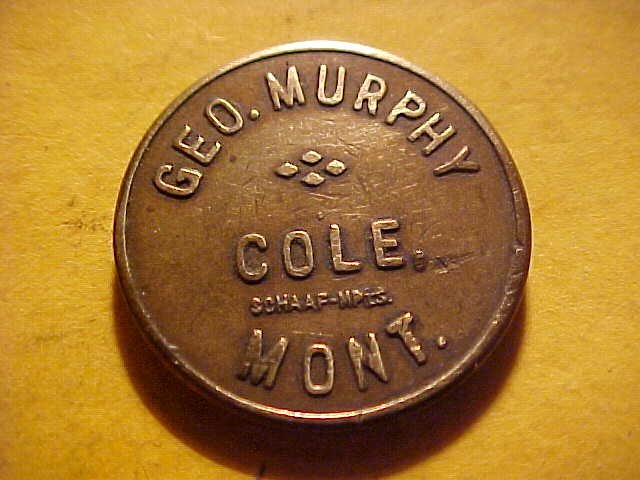 GEO. MURPHY
COLE,
SCHAAF-MPLS.
MONT.